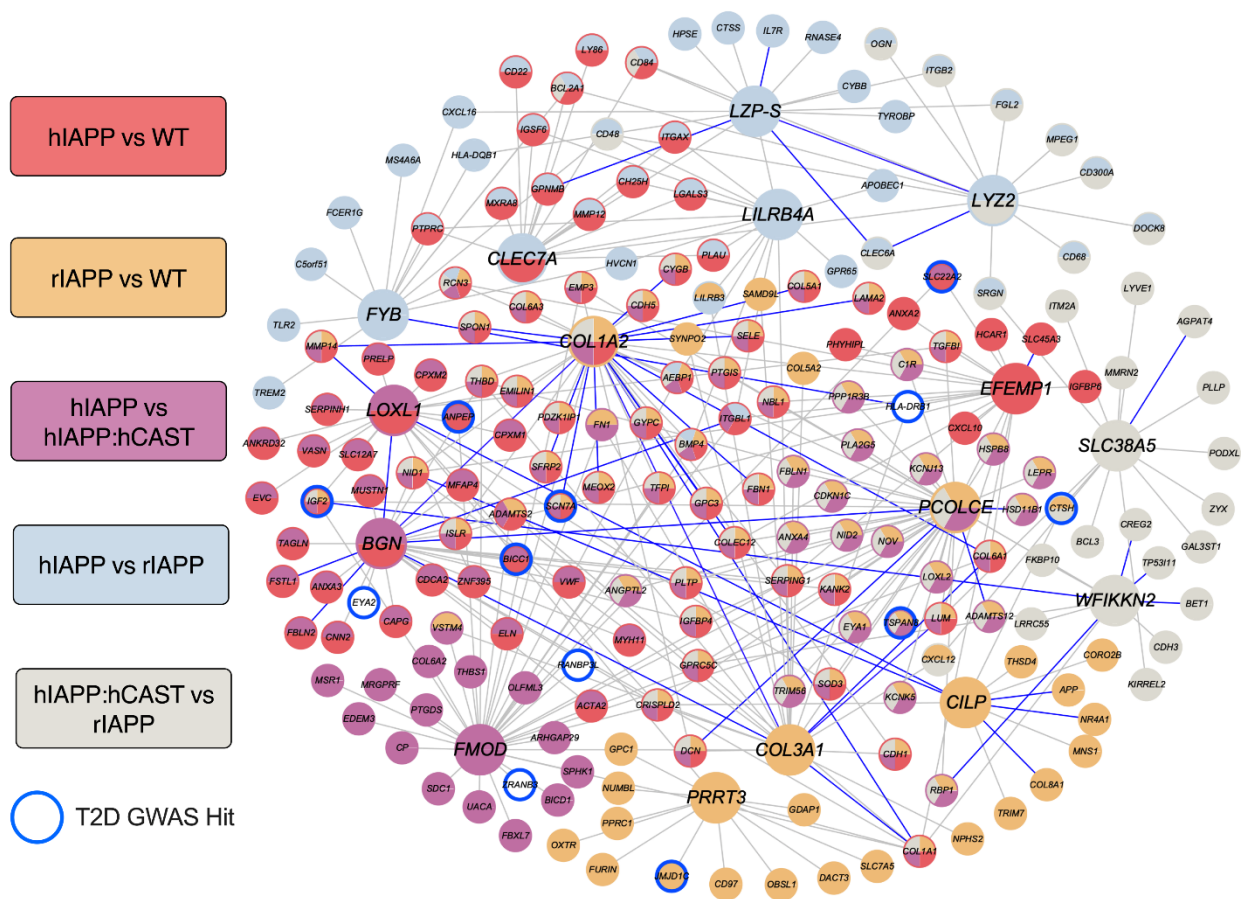 hIAPP vs WT
rIAPP vs WT
hIAPP vs
hIAPP:hCAST
hIAPP vs rIAPP
hIAPP:hCAST vs
rIAPP
T2D GWAS Hit
CTSS
IL7R
HPSE
RNASE4
LY86
OGN
CD22
CD84
BCL2A1
ITGB2
CYBB
CXCL16
LZP-S
FGL2
IGSF6
CD48
ITGAX
TYROBP
MPEG1
MS4A6A
HLA-DQB1
CD300A
GPNMB
CH25H
APOBEC1
MXRA8
LGALS3
LYZ2
FCER1G
PTPRC
MMP12
LILRB4A
DOCK8
CLEC7A
PLAU
CLEC6A
CD68
C5orf51
HVCN1
CYGB
GPR65
SLC22A2
RCN3
EMP3
CDH5
COL5A1
SRGN
LYVE1
LILRB3
SAMD9L
LAMA2
ITM2A
COL6A3
FYB
ANXA2
AGPAT4
TLR2
SPON1
HCAR1
MMP14
COL1A2
SYNPO2
SELE
PHYHIPL
TGFBI
SLC45A3
PRELP
C1R
MMRN2
PLLP
COL5A2
CPXM2
THBD
EMILIN1
AEBP1
PTGIS
IGFBP6
TREM2
EFEMP1
PPP1R3B
NBL1
SERPINH1
LOXL1
ANPEP
PDZK1IP1
ITGBL1
HLA-DRB1
PODXL
CXCL10
ANKRD32
CPXM1
FN1
GYPC
SLC38A5
VASN
SLC12A7
BMP4
PLA2G5
HSPB8
SFRP2
FBLN1
KCNJ13
LEPR
NID1
MFAP4
MEOX2
TFPI
FBN1
EVC
MUSTN1
CDKN1C
ZYX
IGF2
ADAMTS2
SCN7A
GPC3
PCOLCE
HSD11B1
CTSH
CREG2
ISLR
COLEC12
ANXA4
NID2
NOV
BCL3
GAL3ST1
TAGLN
BGN
BICC1
COL6A1
FKBP10
TP53I11
CDCA2
ZNF395
VWF
ANGPTL2
PLTP
SERPING1
KANK2
LOXL2
FSTL1
ANXA3
EYA2
WFIKKN2
BET1
FBLN2
CNN2
CAPG
VSTM4
ELN
MYH11
IGFBP4
EYA1
TSPAN8
LUM
ADAMTS12
LRRC55
CDH3
COL6A2
THBS1
RANBP3L
GPRC5C
CXCL12
THSD4
CORO2B
KIRREL2
MSR1
MRGPRF
OLFML3
TRIM56
SOD3
APP
EDEM3
PTGDS
ACTA2
CRISPLD2
KCNK5
CILP
NR4A1
CP
FMOD
ARHGAP29
GPC1
DCN
COL3A1
CDH1
MNS1
SDC1
ZRANB3
SPHK1
RBP1
COL8A1
UACA
BICD1
NUMBL
PRRT3
GDAP1
TRIM7
FBXL7
PPRC1
NPHS2
OXTR
COL1A1
SLC7A5
FURIN
JMJD1C
CD97
OBSL1
DACT3